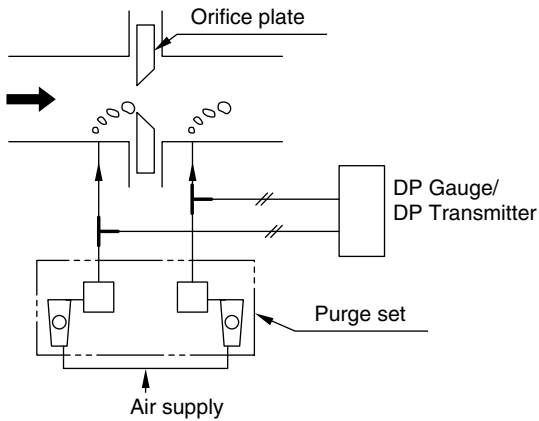 Orifice plate
DP Gauge/
DP Transmitter
Purge set
Air supply